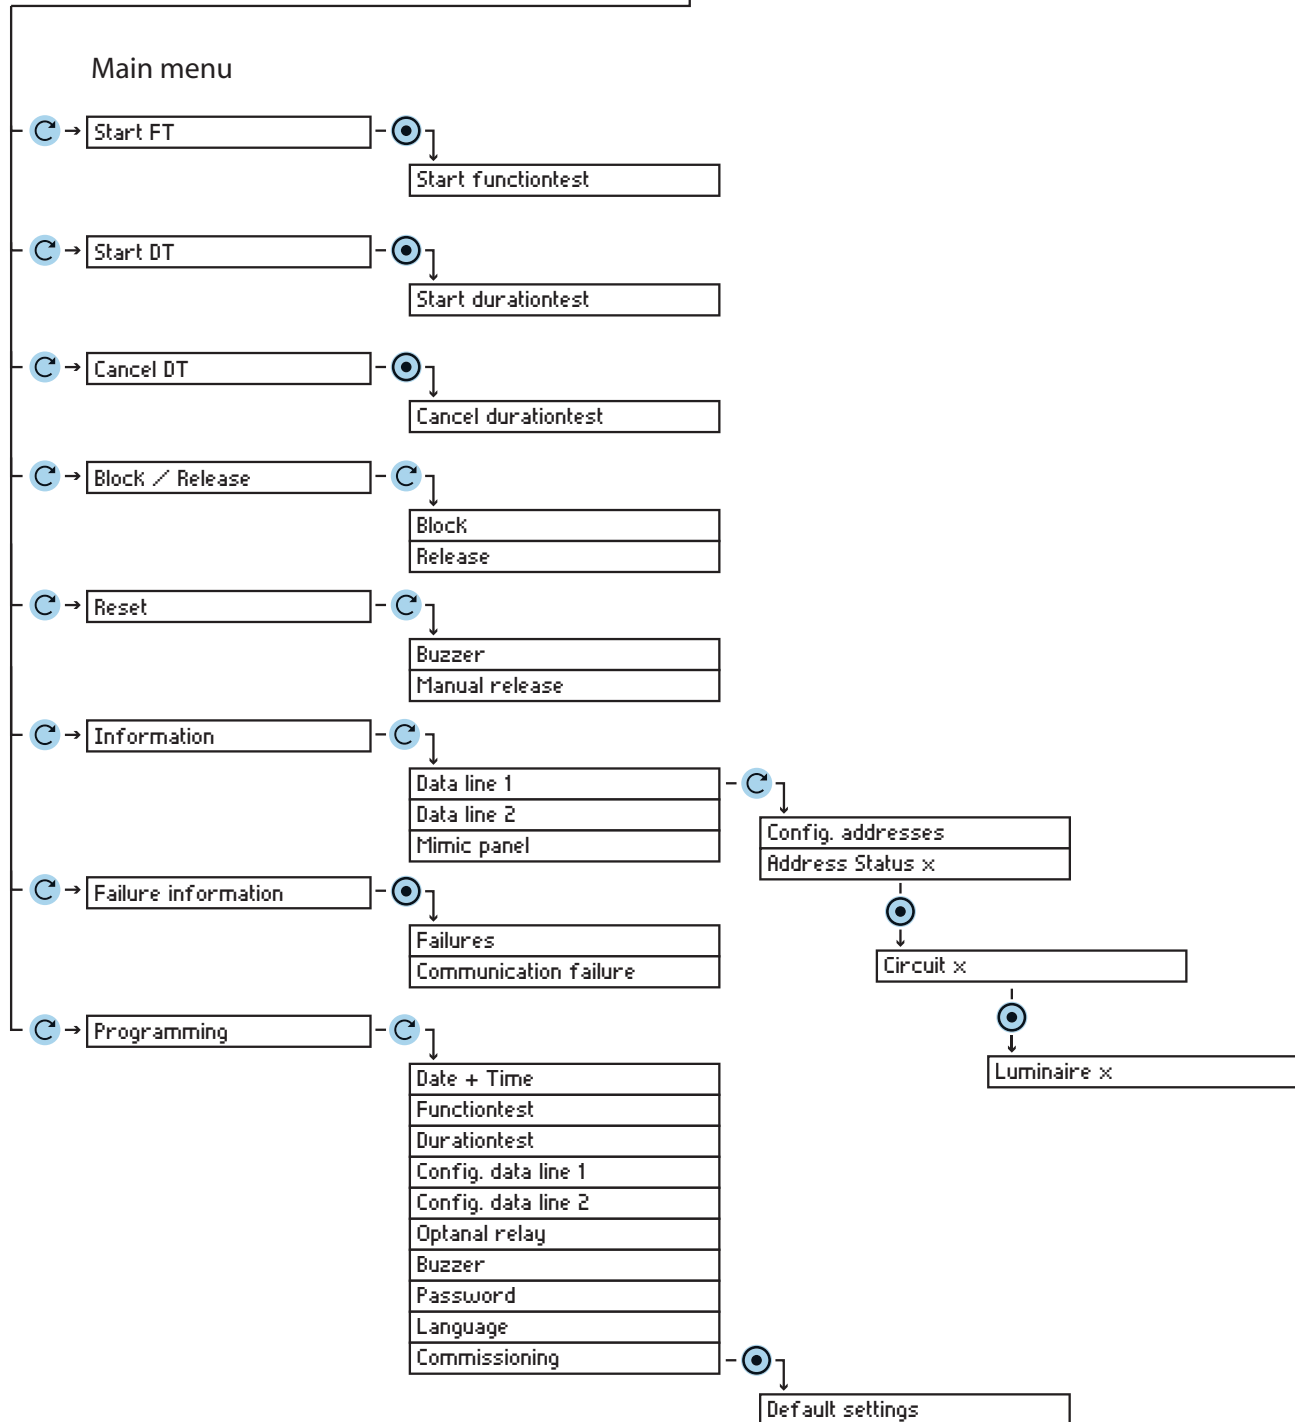 Main menu
Start FT
Start functiontest
Start DT
Start durationtest
Cancel DT
Cancel durationtest
Block / Release
Block
Release
Reset
Buzzer
Manual release
Information
Data line 1
Data line 2
Mimic panel
Config. addresses
Address Status x
Failure information
Failures
Communication failure
Circuit x
Luminaire x
Programming
Date + Time
Functiontest
Durationtest
Config. data line 1
Config. data line 2
Optanal relay
Buzzer
Password
Language
Commissioning
Default settings